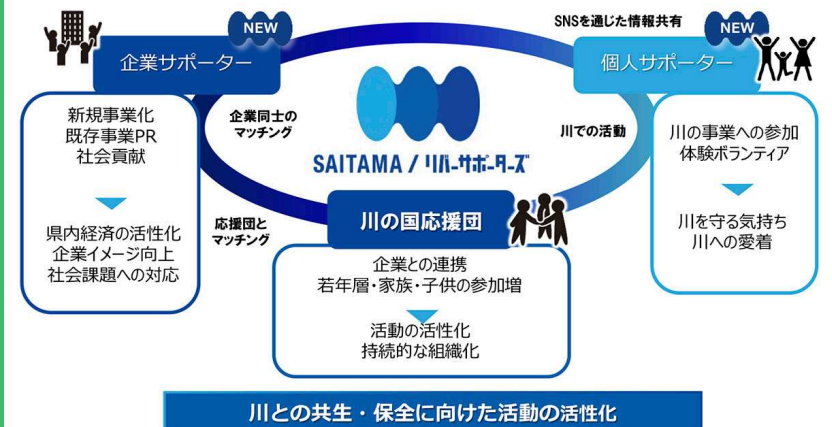 SNSを通じた情報共有
NEW
企業サポーター
新規事業化
既存事業PR
社会貢献
県内経済の活性化
企業イメージ向上
社会課題への対応
企業同士の
マッチング
応援団と
マッチング
SAITAMA / リバーサポーターズ
川での活動
NEW
個人サポーター
川の事業への参加
体験ボランティア
川を守る気持ち
川への愛着
川の国応援団
企業との連携
若年層・家族・子供の参加増
活動の活性化
持続的な組織化
川との共生・保全に向けた活動の活性化